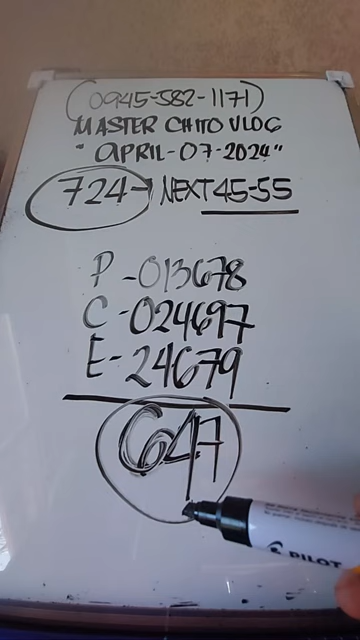 (0945-582-1171)
MASTER CHITO VLOG
"APRIL-07-2024"
724→ NEXT 45-55
P-013678
C-024697
E-24679
647
PILOT